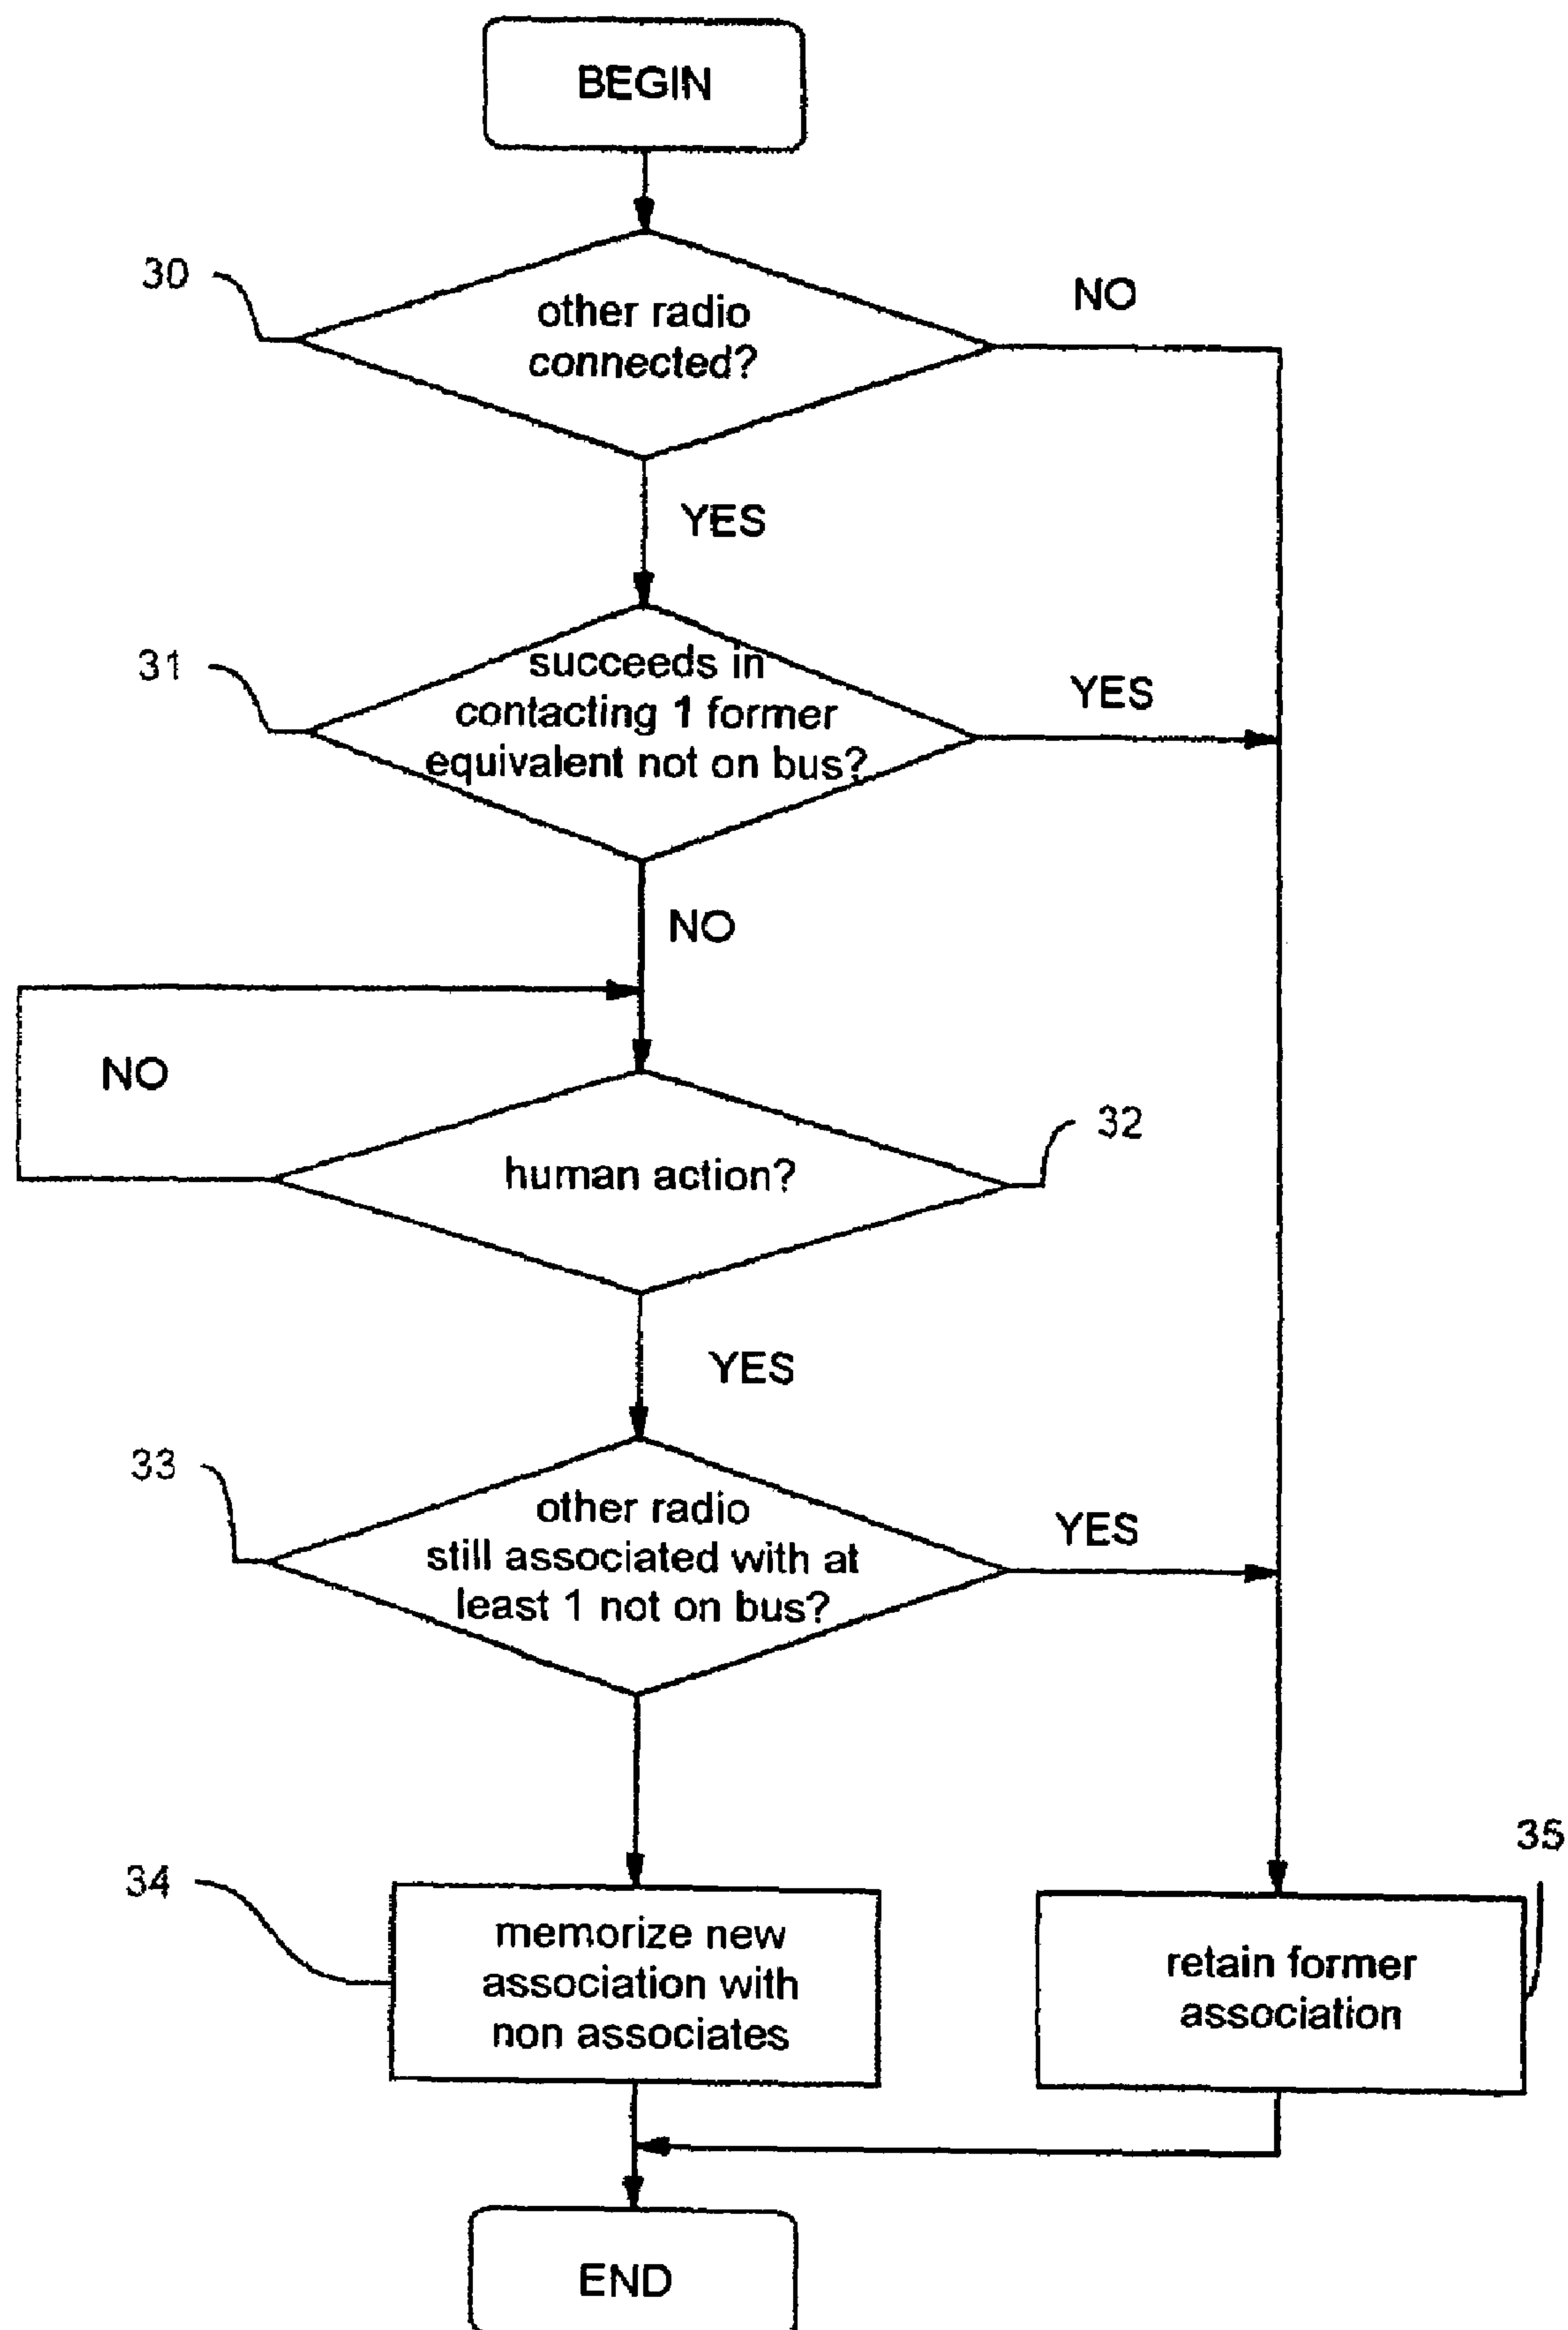 BEGIN
30
other radio
connected?
NO
YES
31
succeeds in
contacting 1 former
equivalent not on bus?
YES
NO
NO
human action?
32
YES
33
other radio
still associated with at
least 1 not on bus?
YES
34
memorize new
association with
non associates
35
retain former
association
END